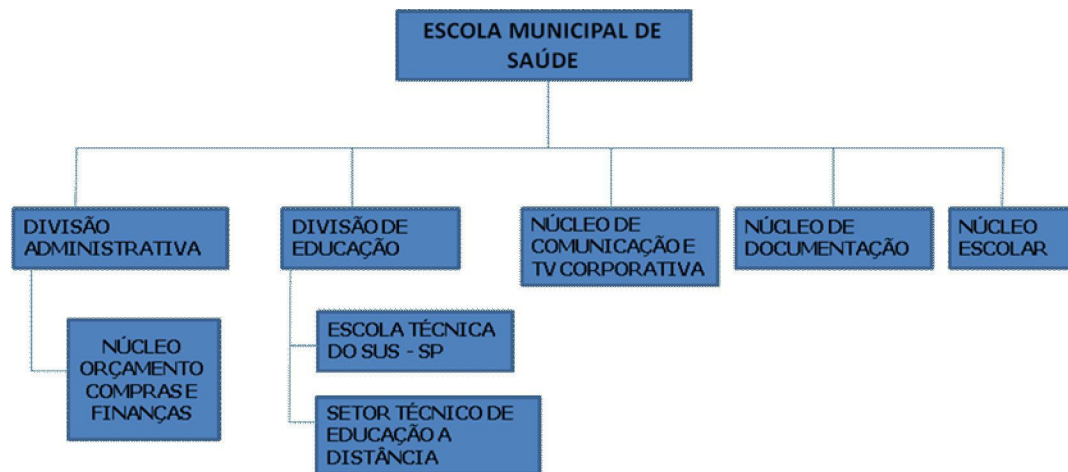 ESCOLA MUNICIPAL DE
SAÚDE
DIVISÃO
ADMINISTRATIVA
DIVISÃO DE
EDUCAÇÃO
NÚCLEO DE
COMUNICAÇÃO E
TV CORPORATIVA
NÚCLEO DE
DOCUMENTAÇÃO
NÚCLEO
ESCOLAR
NÚCLEO
ORÇAMENTO
COMPRAS E
FINANÇAS
ESCOLA TÉCNICA
DO SUS - SP
SETOR TÉCNICO DE
EDUCAÇÃO A
DISTÂNCIA